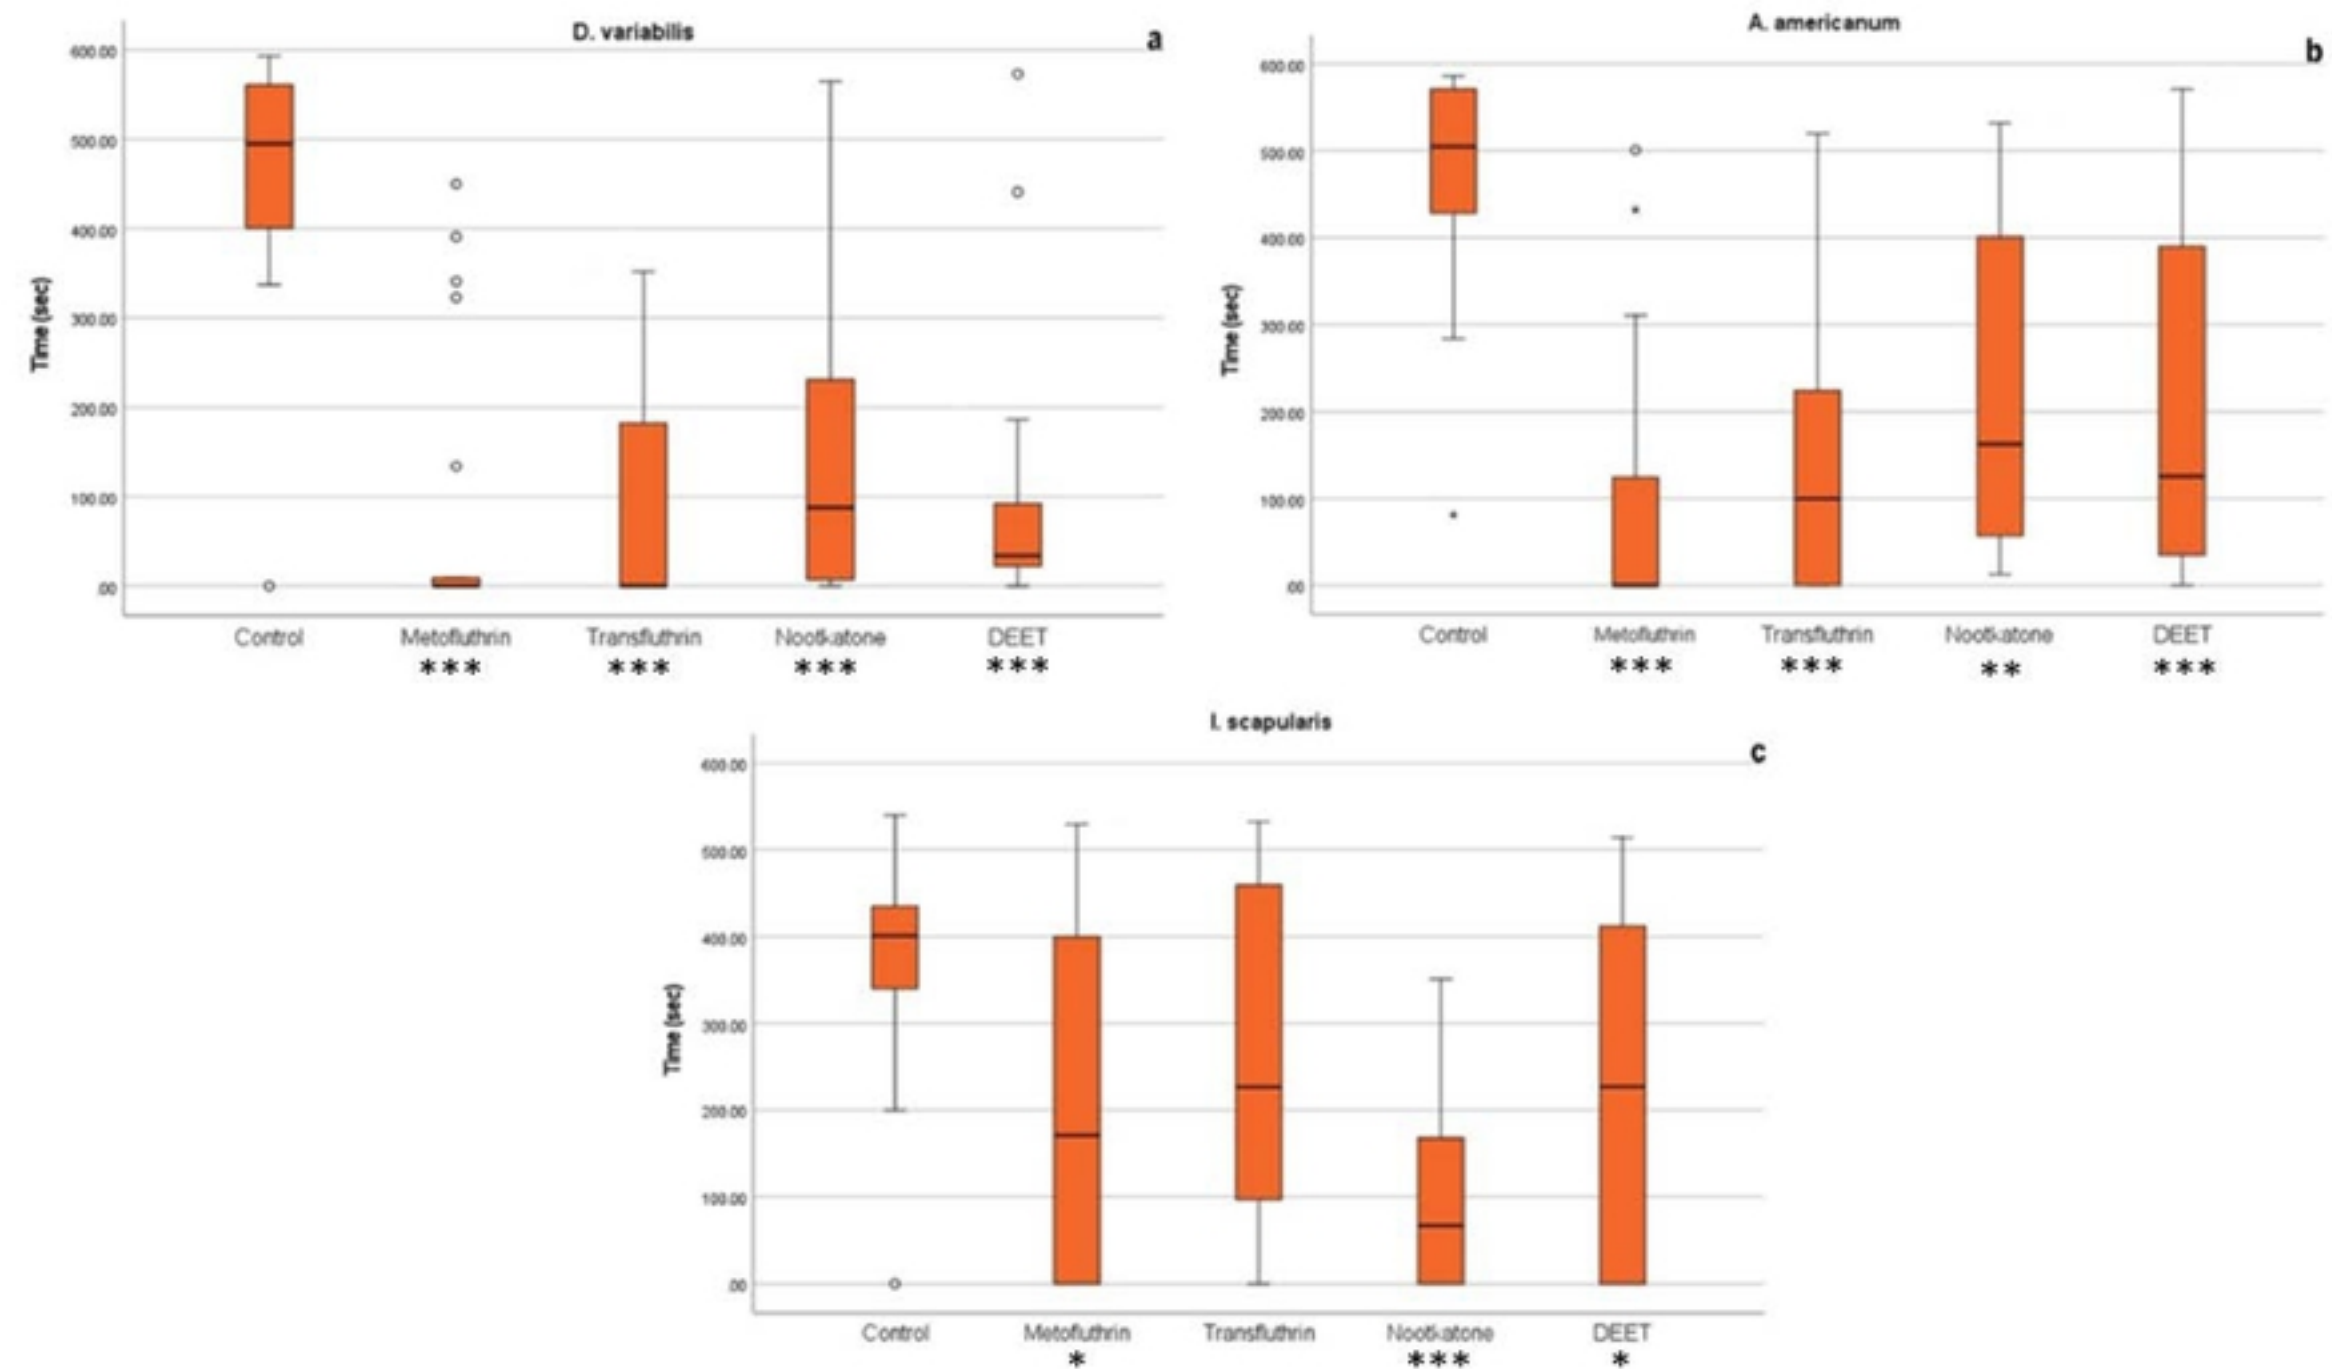 D. variabilis
a
600.00
500.00
400.00
300.00
200.00
100.00
.00
Time (sec)
Control Metofluthrin Transfluthrin Nootkatone DEET
*** *** *** ***
A. americanum
b
600.00
500.00
400.00
300.00
200.00
100.00
.00
Time (sec)
Control Metofluthrin Transfluthrin Nootkatone DEET
*** *** ** ***
I. scapularis
c
600.00
500.00
400.00
300.00
200.00
100.00
.00
Time (sec)
Control Metofluthrin Transfluthrin Nootkatone DEET
* *** *